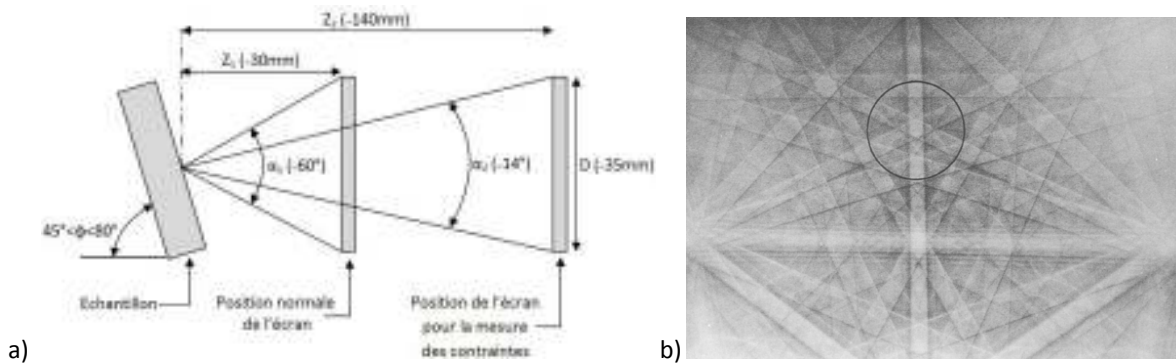 Z₂ (~140mm)
Z₁ (~30mm)
α₁ (~60°)
α₂ (~14°)
D (~35mm)
45°<ϕ<80°
Echantillon
Position normale
de l'écran
Position de l'écran
pour la mesure
des contraintes
a)
b)